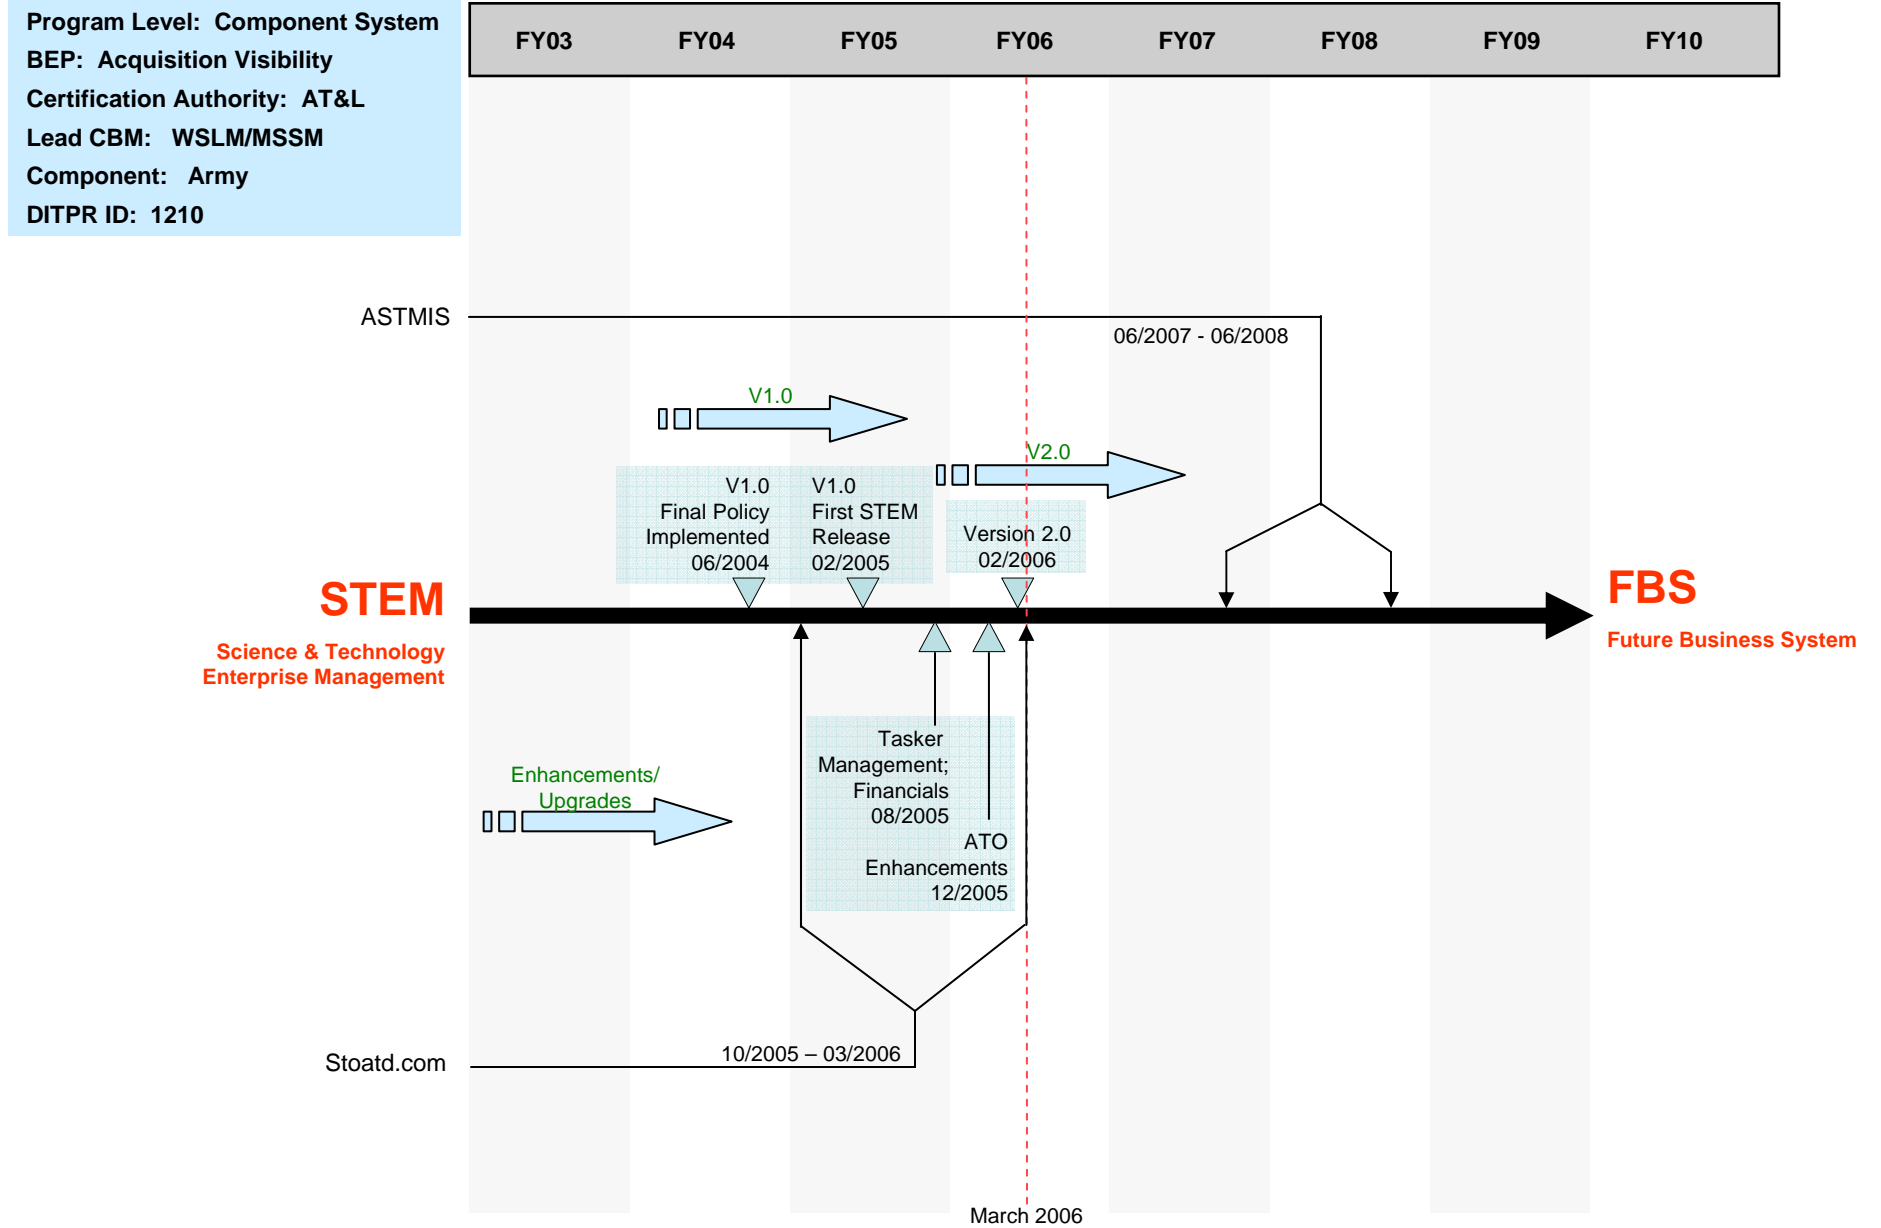 Program Level: Component System
BEP: Acquisition Visibility
Certification Authority: AT&L
Lead CBM: WSLM/MSSM
Component: Army
DITPR ID: 1210
FY03 FY04 FY05 FY06 FY07 FY08 FY09 FY10
ASTMIS
06/2007 - 06/2008
V1.0
V2.0
V1.0
Final Policy
Implemented
06/2004
V1.0
First STEM
Release
02/2005
Version 2.0
02/2006
STEM
Science & Technology
Enterprise Management
FBS
Future Business System
Tasker
Management;
Financials
08/2005
ATO
Enhancements
12/2005
Enhancements/
Upgrades
10/2005 – 03/2006
Stoatd.com
March 2006